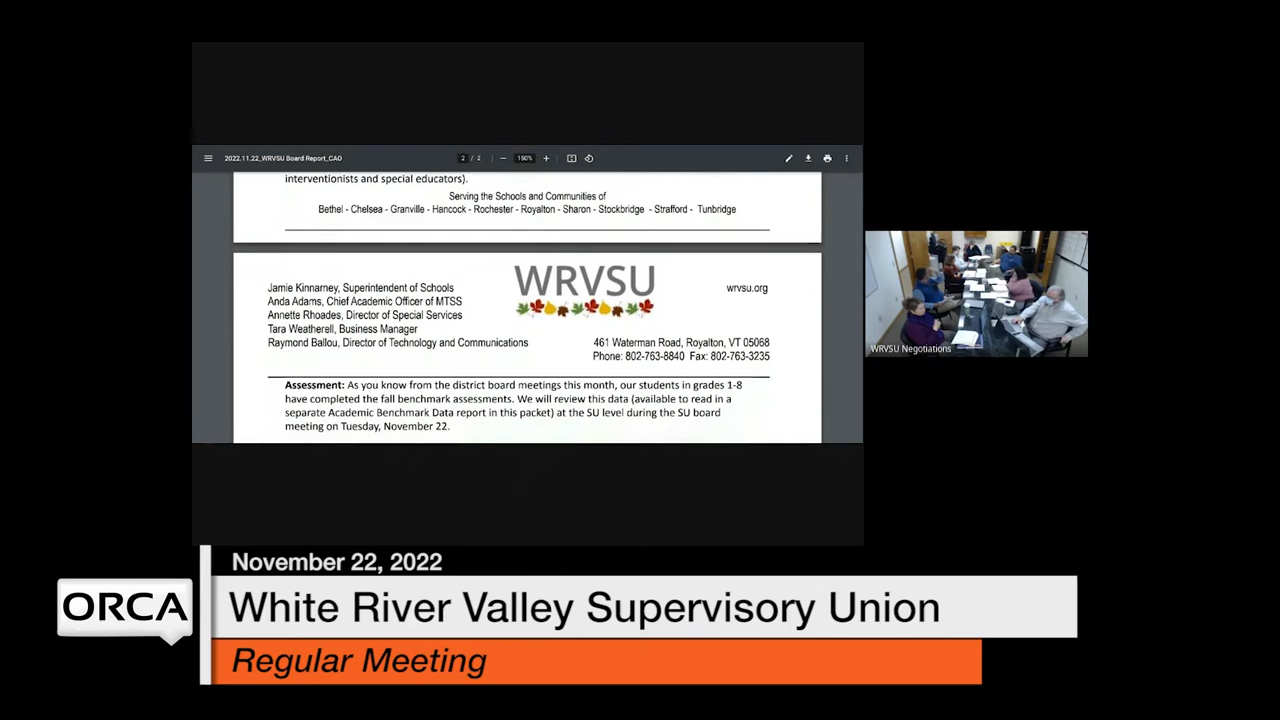 2022.11.22_WRVSU Board Report_CAO
2 / 2
150%
interventionists and special educators).
Serving the Schools and Communities of
Bethel - Chelsea - Granville - Hancock - Rochester - Royalton - Sharon - Stockbridge - Strafford - Tunbridge
WRVSU
Jamie Kinnarney, Superintendent of Schools
Anda Adams, Chief Academic Officer of MTSS
Annette Rhoades, Director of Special Services
Tara Weatherell, Business Manager
Raymond Ballou, Director of Technology and Communications
wrvsu.org
461 Waterman Road, Royalton, VT 05068
Phone: 802-763-8840 Fax: 802-763-3235
Assessment: As you know from the district board meetings this month, our students in grades 1-8
have completed the fall benchmark assessments. We will review this data (available to read in a
separate Academic Benchmark Data report in this packet) at the SU level during the SU board
meeting on Tuesday, November 22.
WRVSU Negotiations
November 22, 2022
ORCA
White River Valley Supervisory Union
Regular Meeting